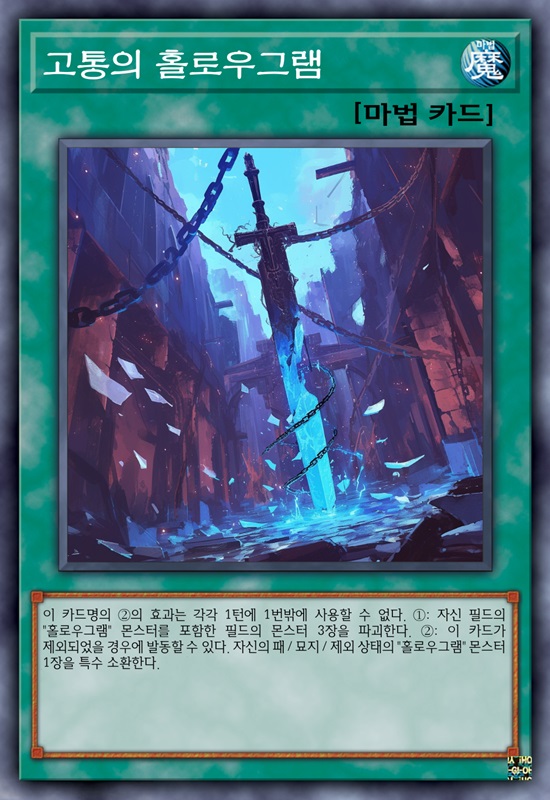 고통의 홀로우그램
마법
魔
[마법 카드]
이 카드명의 ②의 효과는 각각 1턴에 1번밖에 사용할 수 없다. ①: 자신 필드의
"홀로우그램" 몬스터를 포함한 필드의 몬스터 3장을 파괴한다. ②: 이 카드가
제외되었을 경우에 발동할 수 있다. 자신의 패 / 묘지 / 제외 상태의 "홀로우그램" 몬스터
1장을 특수 소환한다.